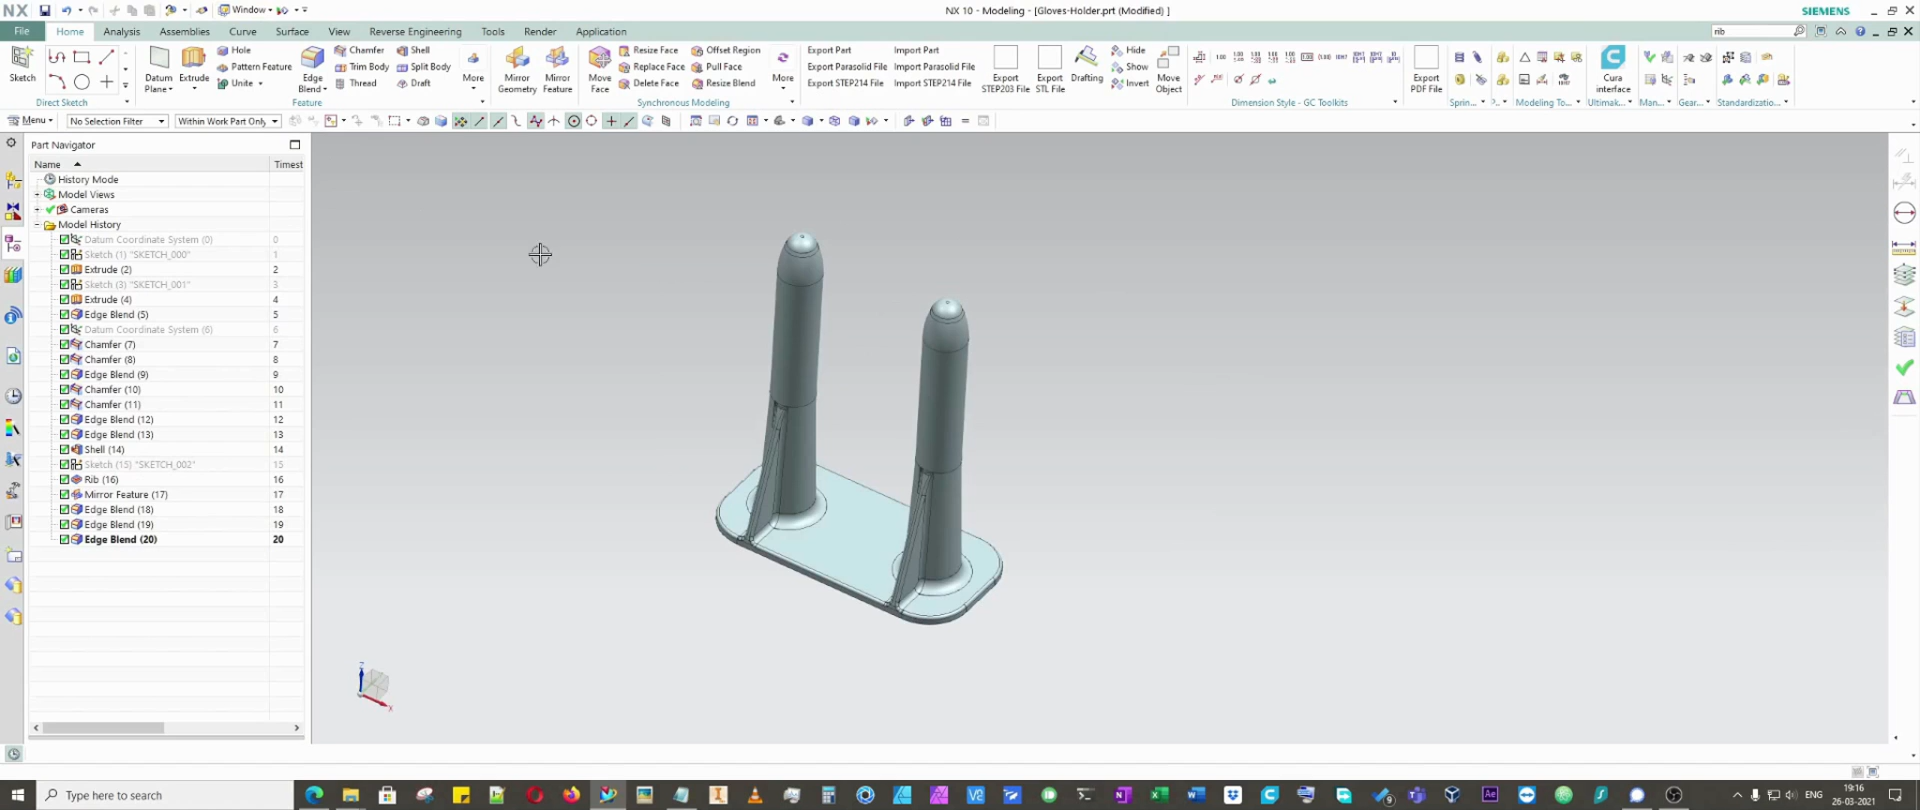 NX
Window
NX 10 - Modeling - [Gloves-Holder.prt (Modified) ]
SIEMENS
File
Home
Analysis
Assemblies
Curve
Surface
View
Reverse Engineering
Tools
Render
Application
rib
Sketch
Direct Sketch
Datum Plane
Extrude
Hole
Pattern Feature
Unite
Edge Blend
Chamfer
Trim Body
Thread
Shell
Split Body
Draft
More
Feature
Mirror Geometry
Mirror Feature
Move Face
Resize Face
Replace Face
Delete Face
Offset Region
Pull Face
Resize Blend
More
Synchronous Modeling
Export Part
Export Parasolid File
Export STEP214 File
Import Part
Import Parasolid File
Import STEP214 File
Export STEP203 File
Export STL File
Drafting
Hide
Show
Invert
Move Object
Dimension Style - GC Toolkits
Export PDF File
Sprin...
Modeling To...
Cura interface
Ultimak...
Man...
Gear...
Standardizatio...
Menu
No Selection Filter
Within Work Part Only
Part Navigator
Name
Timest
History Mode
Model Views
Cameras
Model History
Datum Coordinate System (0) 0
Sketch (1) "SKETCH_000" 1
Extrude (2) 2
Sketch (3) "SKETCH_001" 3
Extrude (4) 4
Edge Blend (5) 5
Datum Coordinate System (6) 6
Chamfer (7) 7
Chamfer (8) 8
Edge Blend (9) 9
Chamfer (10) 10
Chamfer (11) 11
Edge Blend (12) 12
Edge Blend (13) 13
Shell (14) 14
Sketch (15) "SKETCH_002" 15
Rib (16) 16
Mirror Feature (17) 17
Edge Blend (18) 18
Edge Blend (19) 19
Edge Blend (20) 20
Z
X
Type here to search
ENG
19:16
26-03-2021